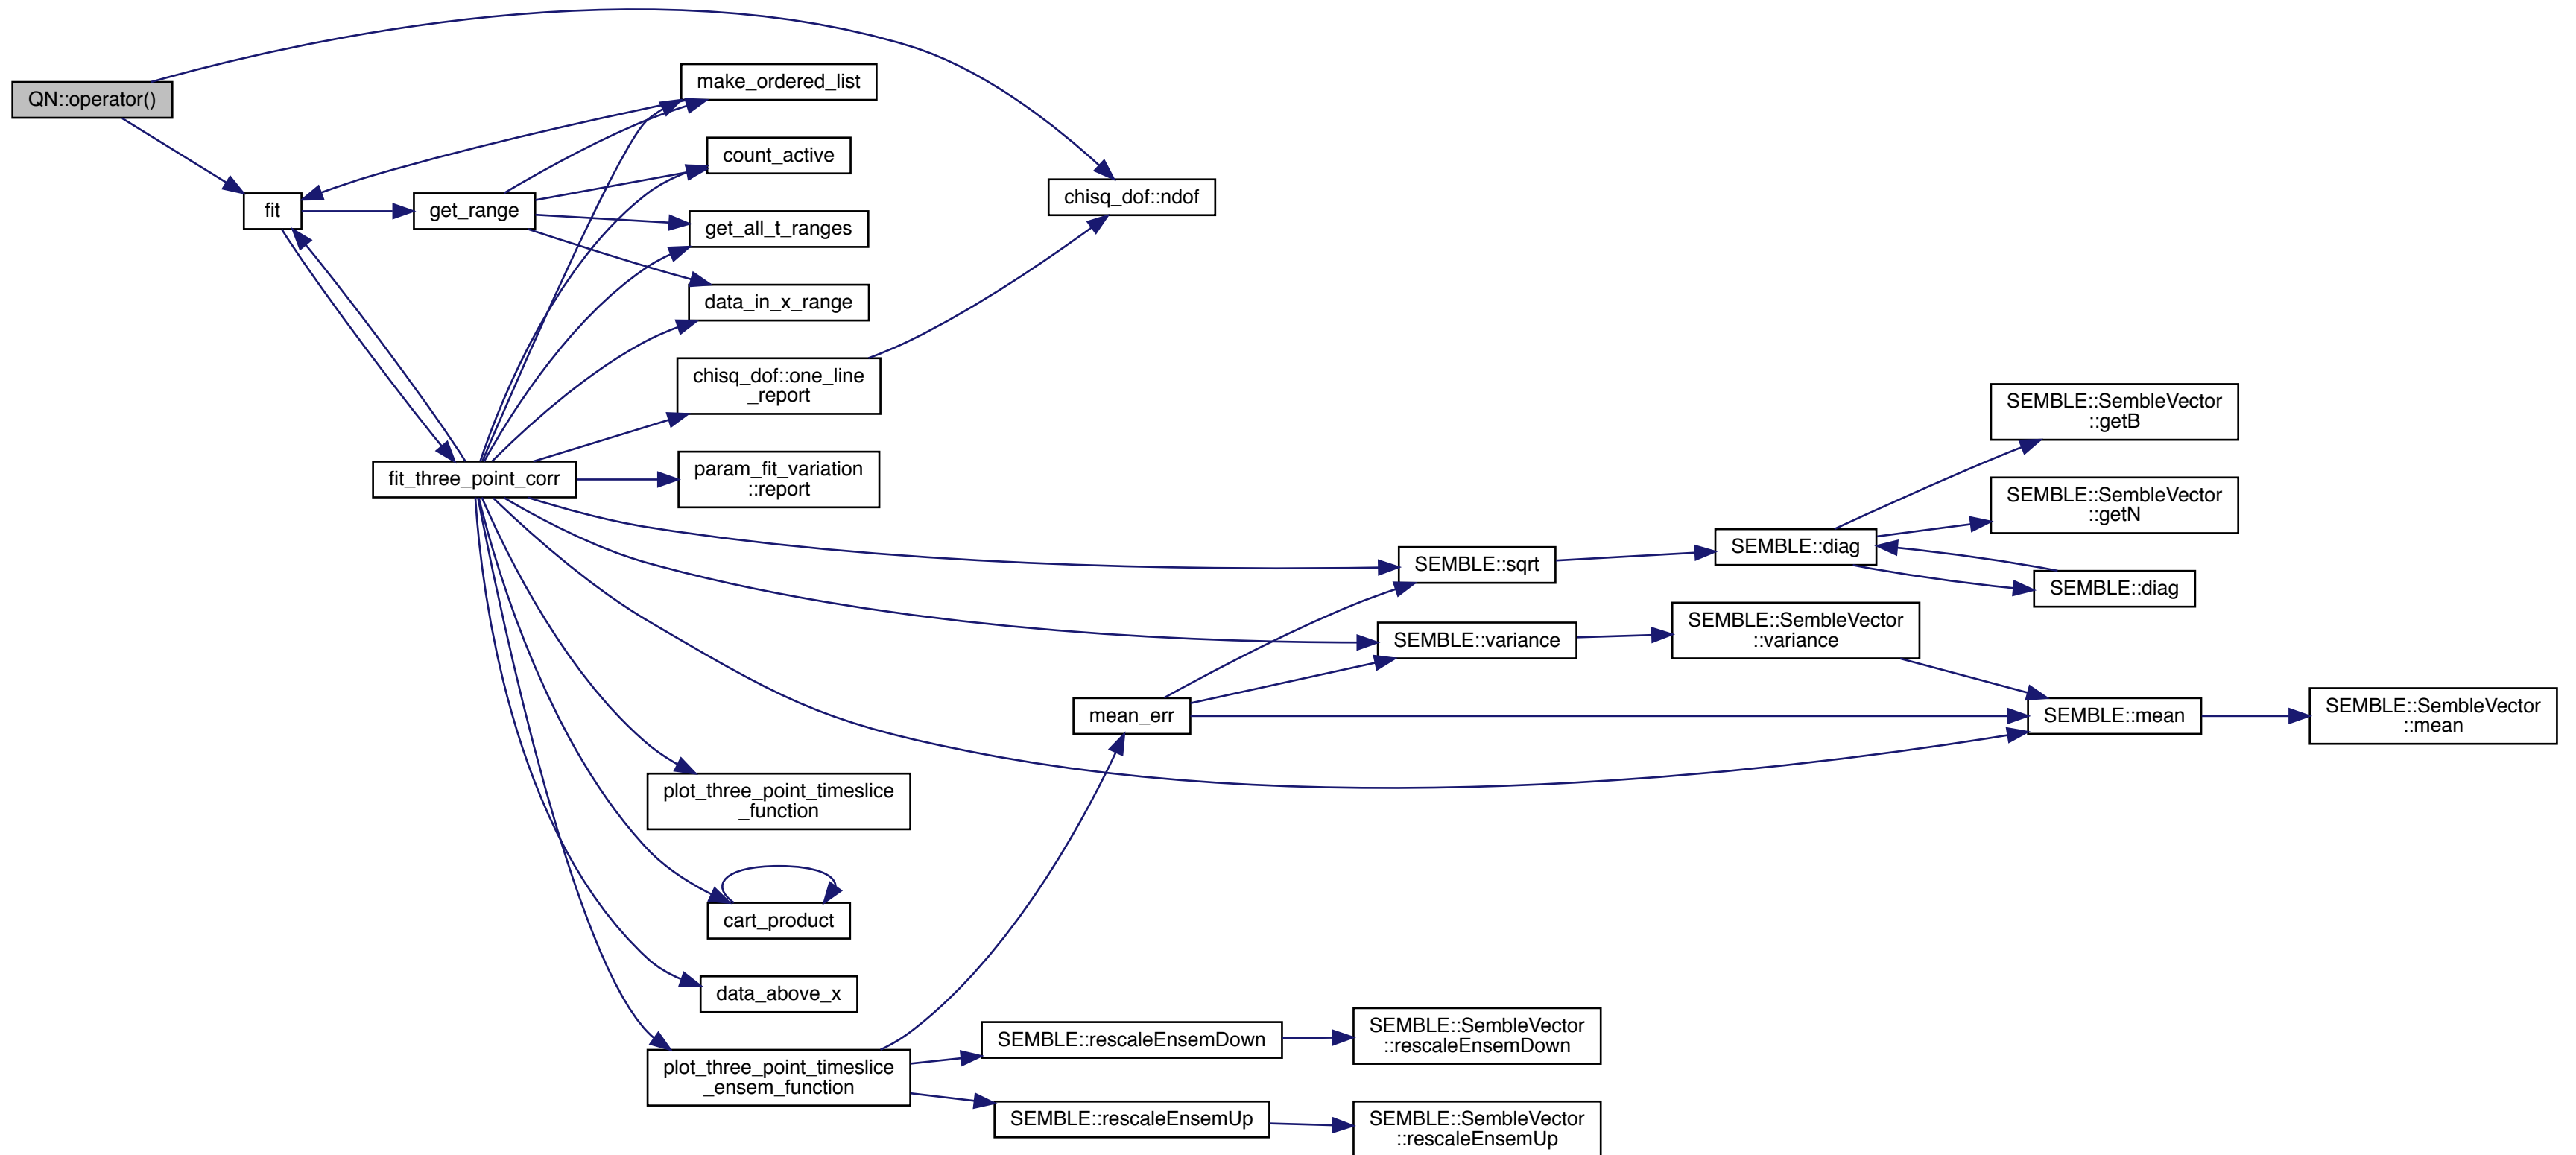 QN::operator()
fit
get_range
make_ordered_list
count_active
get_all_t_ranges
data_in_x_range
chisq_dof::one_line
_report
chisq_dof::ndof
fit_three_point_corr
param_fit_variation
::report
SEMBLE::sqrt
SEMBLE::diag
SEMBLE::SembleVector
::getB
SEMBLE::SembleVector
::getN
SEMBLE::diag
SEMBLE::variance
SEMBLE::SembleVector
::variance
mean_err
SEMBLE::mean
SEMBLE::SembleVector
::mean
plot_three_point_timeslice
_function
cart_product
data_above_x
plot_three_point_timeslice
_ensem_function
SEMBLE::rescaleEnsemDown
SEMBLE::SembleVector
::rescaleEnsemDown
SEMBLE::rescaleEnsemUp
SEMBLE::SembleVector
::rescaleEnsemUp